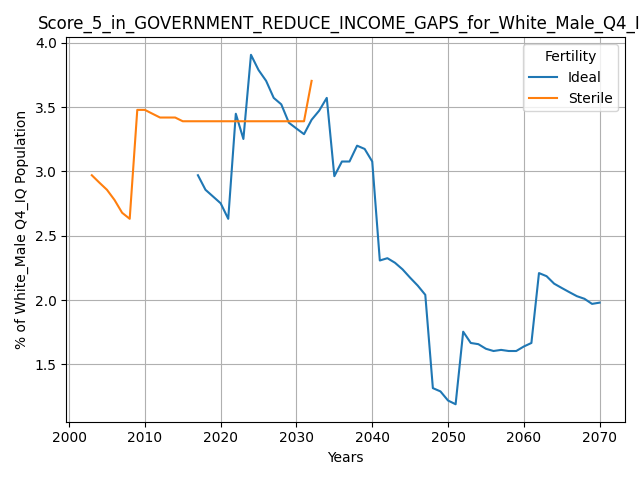 Score_5_in_GOVERNMENT_REDUCE_INCOME_GAPS_for_White_Male_Q4_I
Fertility
Ideal
Sterile
% of White_Male Q4_IQ Population
4.0
3.5
3.0
2.5
2.0
1.5
2000 2010 2020 2030 2040 2050 2060 2070
Years